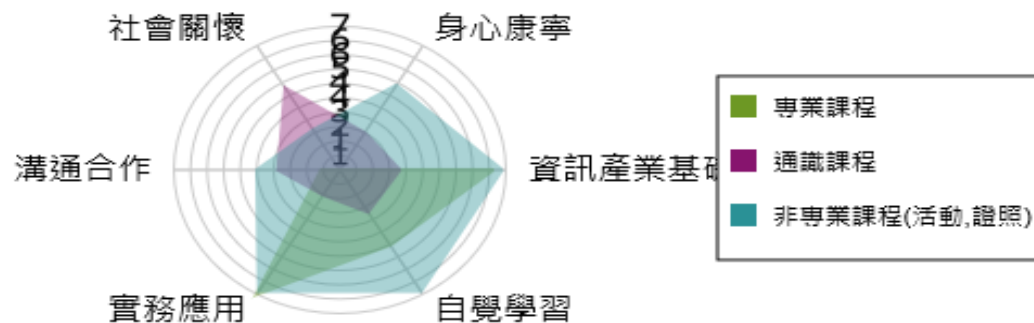 社會關懷
身心康寧
溝通合作
資訊產業基
實務應用
自覺學習
7
專業課程
通識課程
非專業課程(活動,證照)